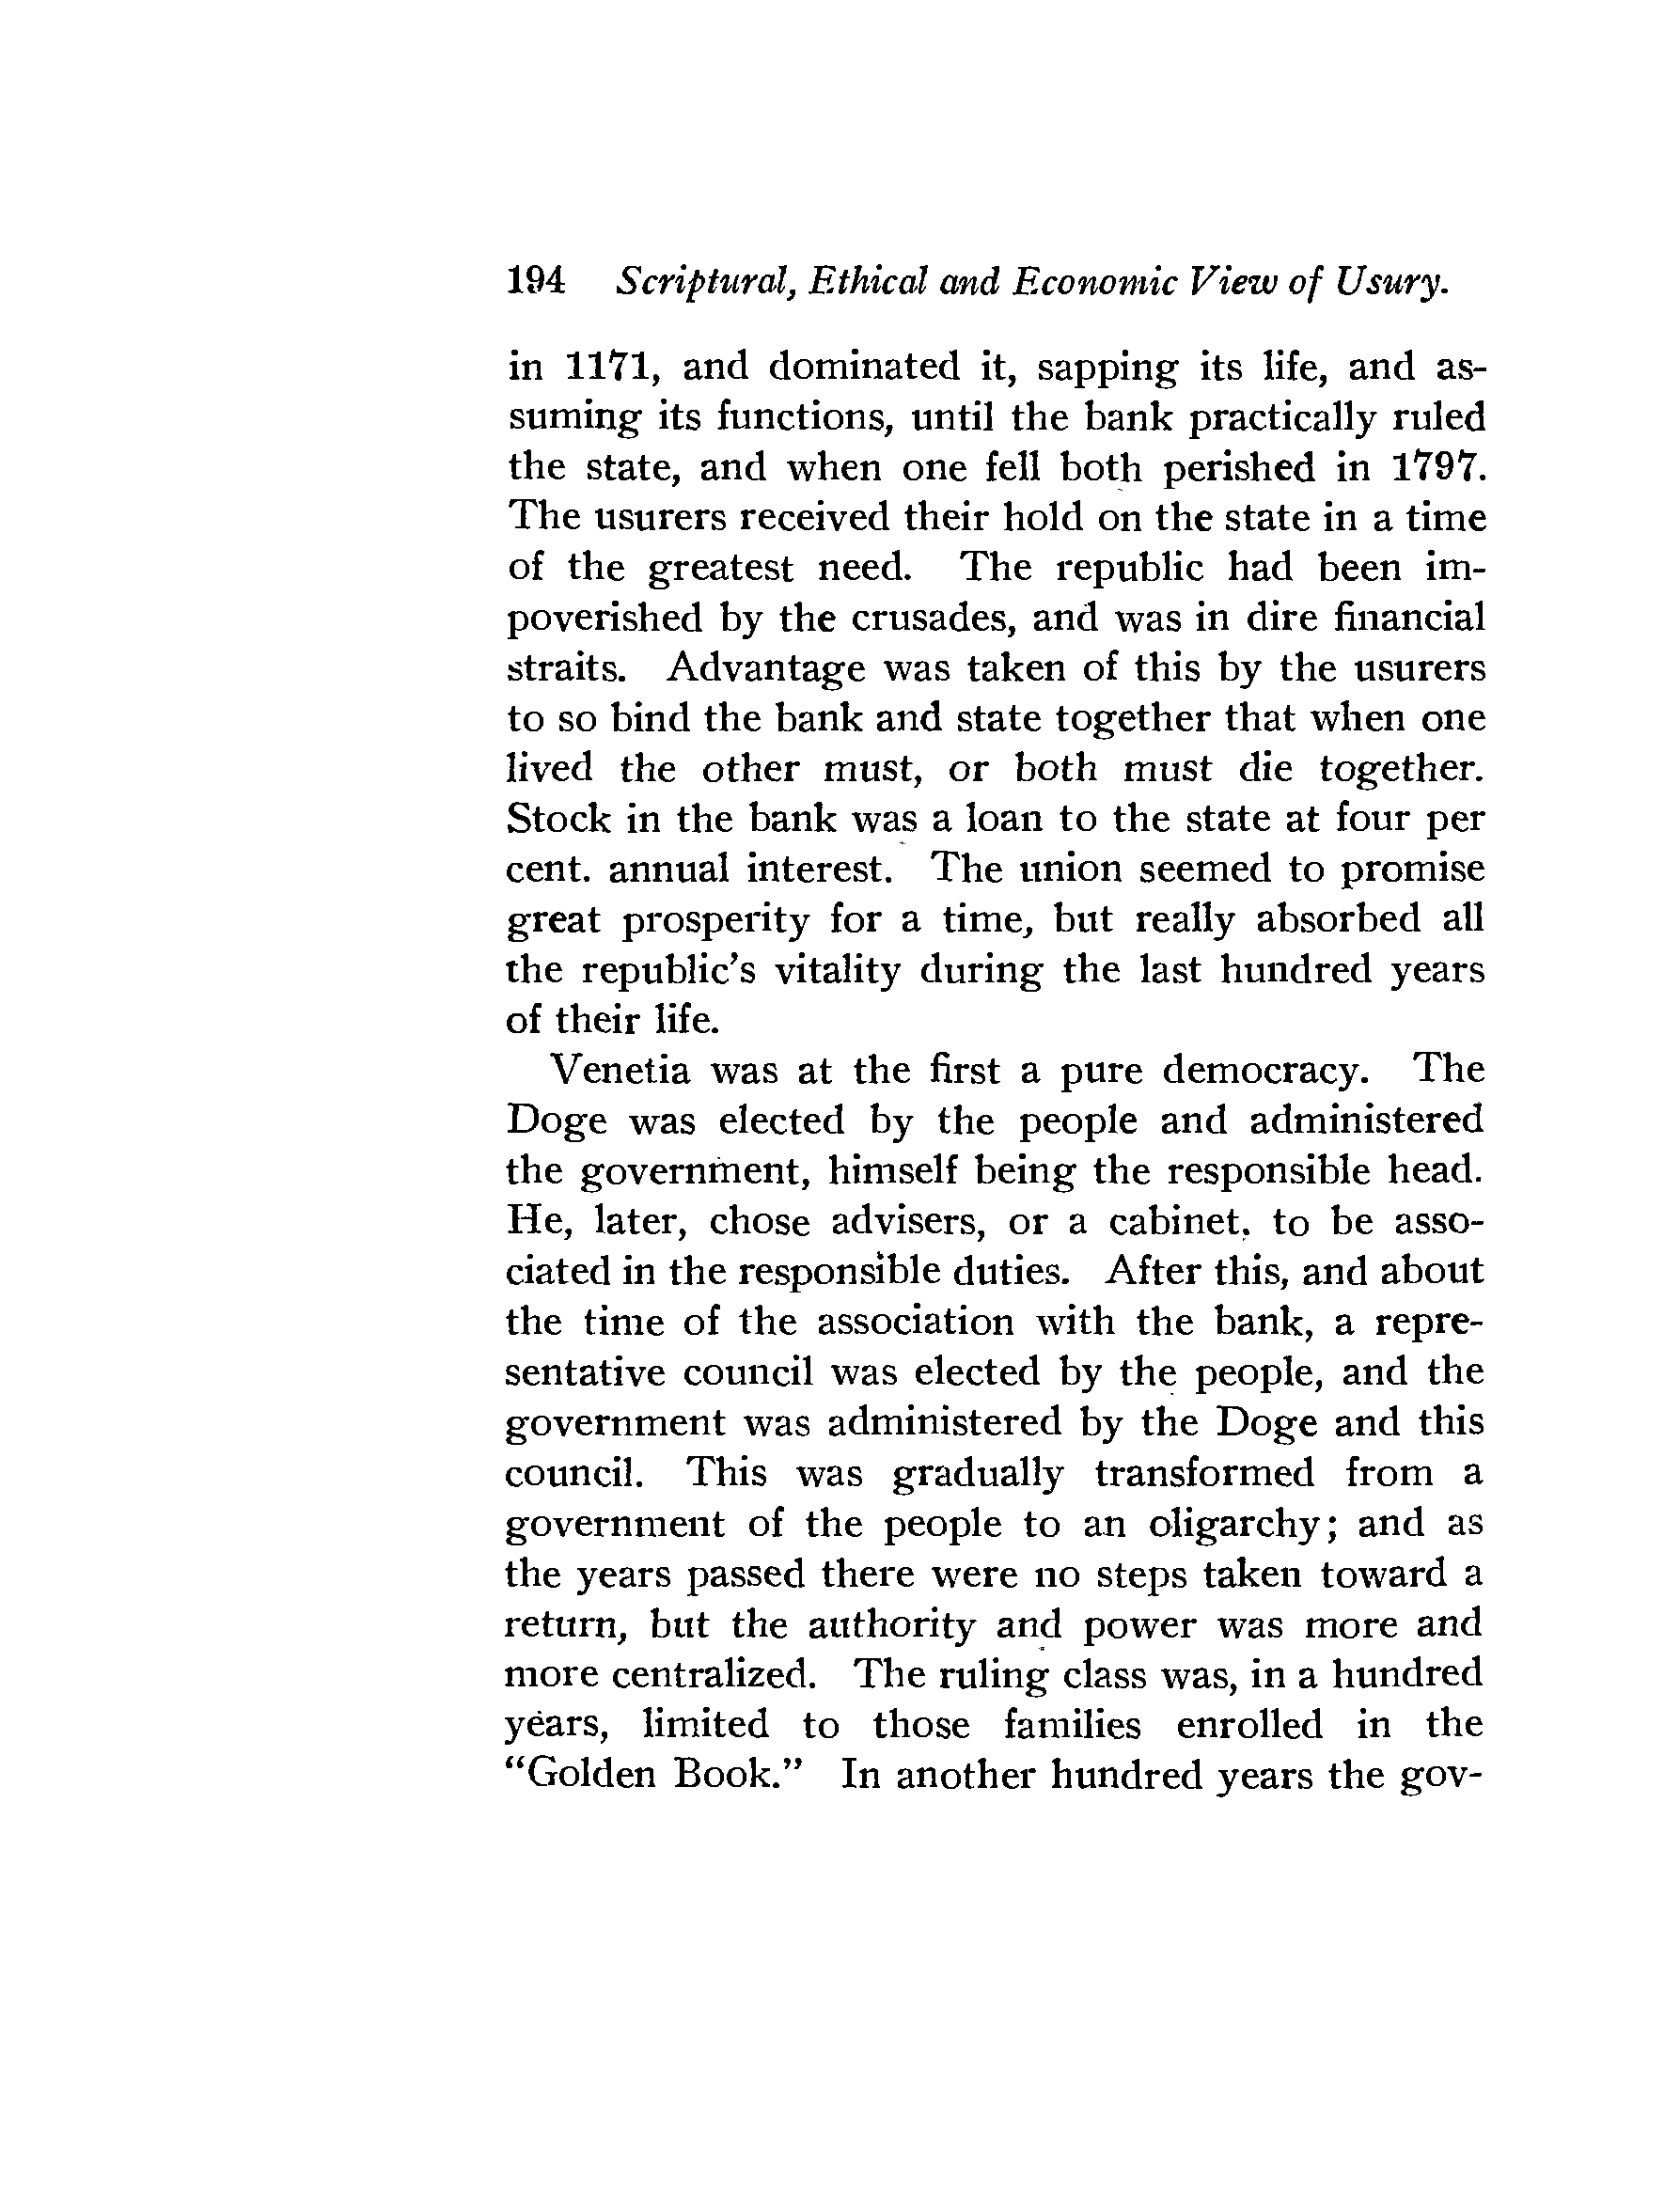 194 Scriptural, Ethical and Economic View of Usury.
in 1171, and dominated it, sapping its life, and as-
suming its functions, until the bank practically ruled
the state, and when one fell both perished in 1797.
The usurers received their hold on the state in a time
of the greatest need. The republic had been im-
poverished by the crusades, and was in dire financial
straits. Advantage was taken of this by the usurers
to so bind the bank and state together that when one
lived the other must, or both must die together.
Stock in the bank was a loan to the state at four per
cent. annual interest. The union seemed to promise
great prosperity for a time, but really absorbed all
the republic's vitality during the last hundred years
of their life.
Venetia was at the first a pure democracy. The
Doge was elected by the people and administered
the government, himself being the responsible head.
He, later, chose advisers, or a cabinet, to be asso-
ciated in the responsible duties. After this, and about
the time of the association with the bank, a repre-
sentative council was elected by the people, and the
government was administered by the Doge and this
council. This was gradually transformed from a
government of the people to an oligarchy; and as
the years passed there were no steps taken toward a
return, but the authority and power was more and
more centralized. The ruling class was, in a hundred
years, limited to those families enrolled in the
"Golden Book." In another hundred years the gov-